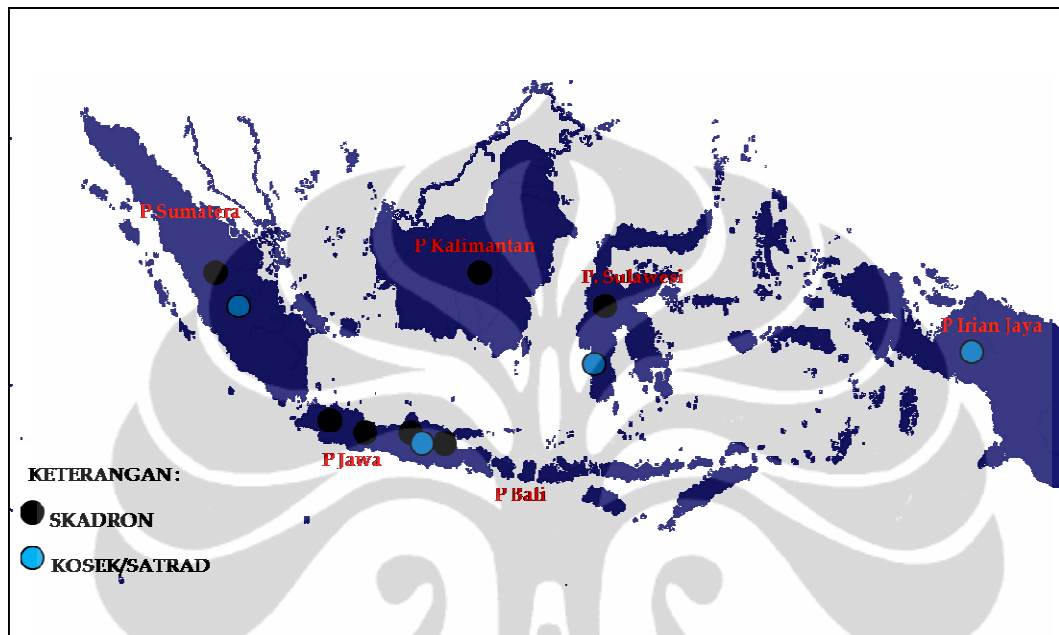 P.Sumatera
P Kalimantan
P. Sulawesi
P Irian Jaya
P Jawa
P Bali
KETERANGAN :
SKADRON
KOSEK/SATRAD